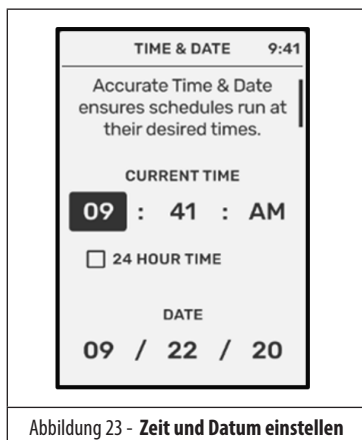 TIME & DATE 9:41
Accurate Time & Date
ensures schedules run at
their desired times.
CURRENT TIME
09 : 41 : AM
24 HOUR TIME
DATE
09 / 22 / 20
Abbildung 23 - Zeit und Datum einstellen